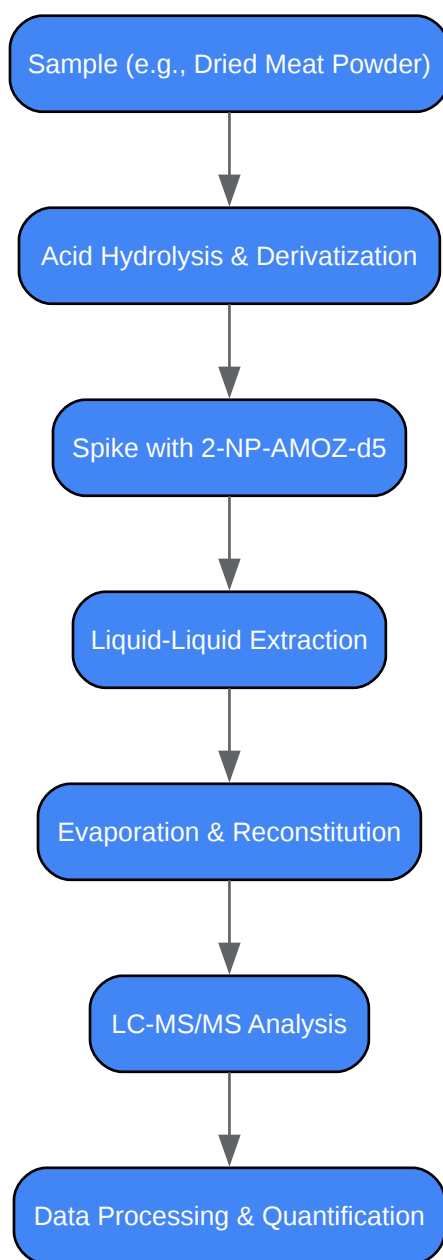 Sample (e.g., Dried Meat Powder)
Acid Hydrolysis & Derivatization
Spike with 2-NP-AMOZ-d5
Liquid-Liquid Extraction
Evaporation & Reconstitution
LC-MS/MS Analysis
Data Processing & Quantification